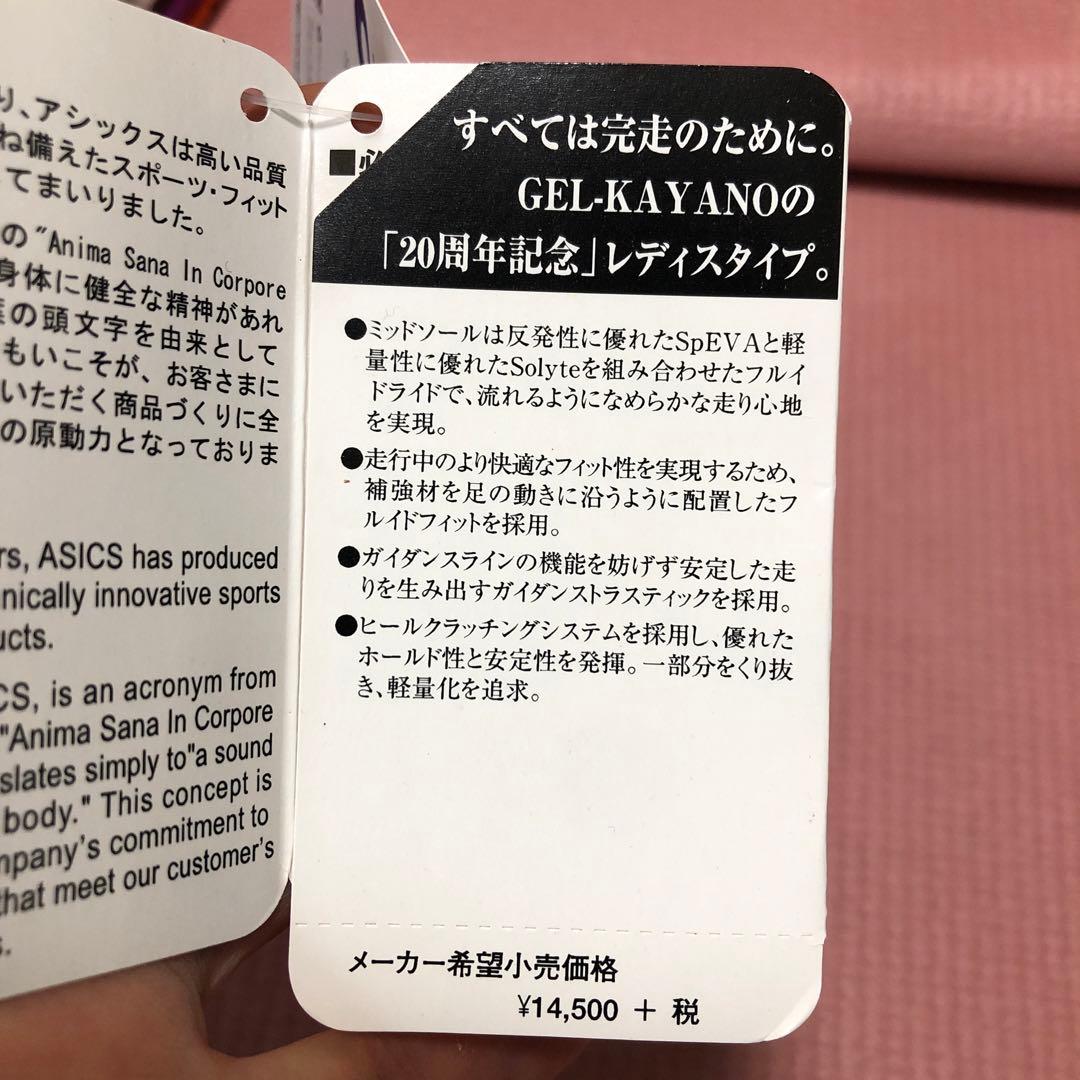 り、アシックスは高い品質
ね備えたスポーツ・フィット
てまいりました。
の"Anima Sana In Corpore
身体に健全な精神があれ
の頭文字を由来として
もいこそが、お客さまに
いただく商品づくりに全
の原動力となっておりま
rs, ASICS has produced
nically innovative sports
ucts.
CS, is an acronym from
"Anima Sana In Corpore
slates simply to"a sound
body." This concept is
mpany's commitment to
that meet our customer's
s.
■
すべては完走のために。
GEL-KAYANOの
「20周年記念」レディスタイプ。
●ミッドソールは反発性に優れたSpEVAと軽
量性に優れたSolyteを組み合わせたフルイ
ドライドで、流れるようになめらかな走り心地
を実現。
●走行中のより快適なフィット性を実現するため、
補強材を足の動きに沿うように配置したフ
ルイドフィットを採用。
●ガイダンスラインの機能を妨げず安定した走
りを生み出すガイダンストラスティックを採用。
●ヒールクラッチングシステムを採用し、優れた
ホールド性と安定性を発揮。一部分をくり抜
き、軽量化を追求。
メーカー希望小売価格
¥14,500 + 税